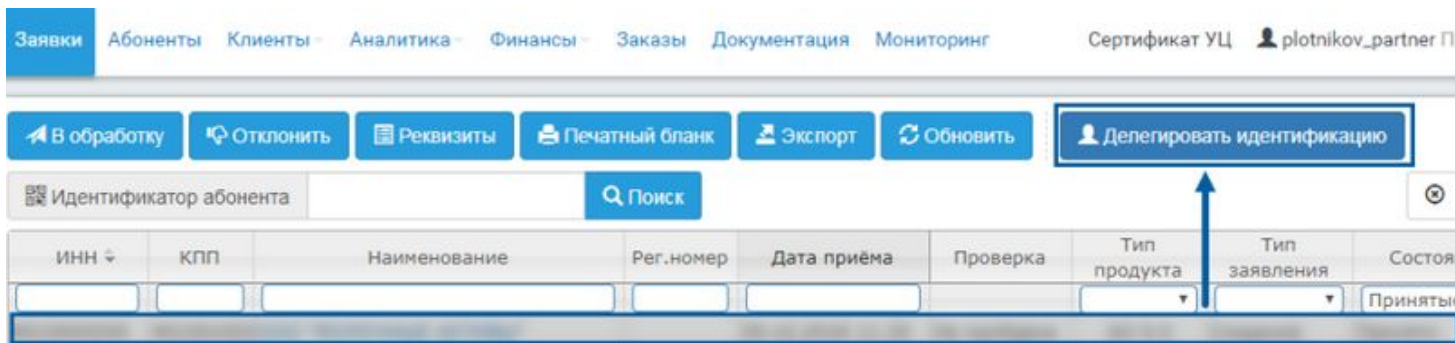 Заявки Абоненты Клиенты Аналитика Финансы Заказы Документация Мониторинг Сертификат УЦ plotnikov_partner П
В обработку Отклонить Реквизиты Печатный бланк Экспорт Обновить Делегировать идентификацию
Идентификатор абонента Поиск
ИНН КПП Наименование Рег.номер Дата приёма Проверка Тип продукта Тип заявления Состоя
Принятые